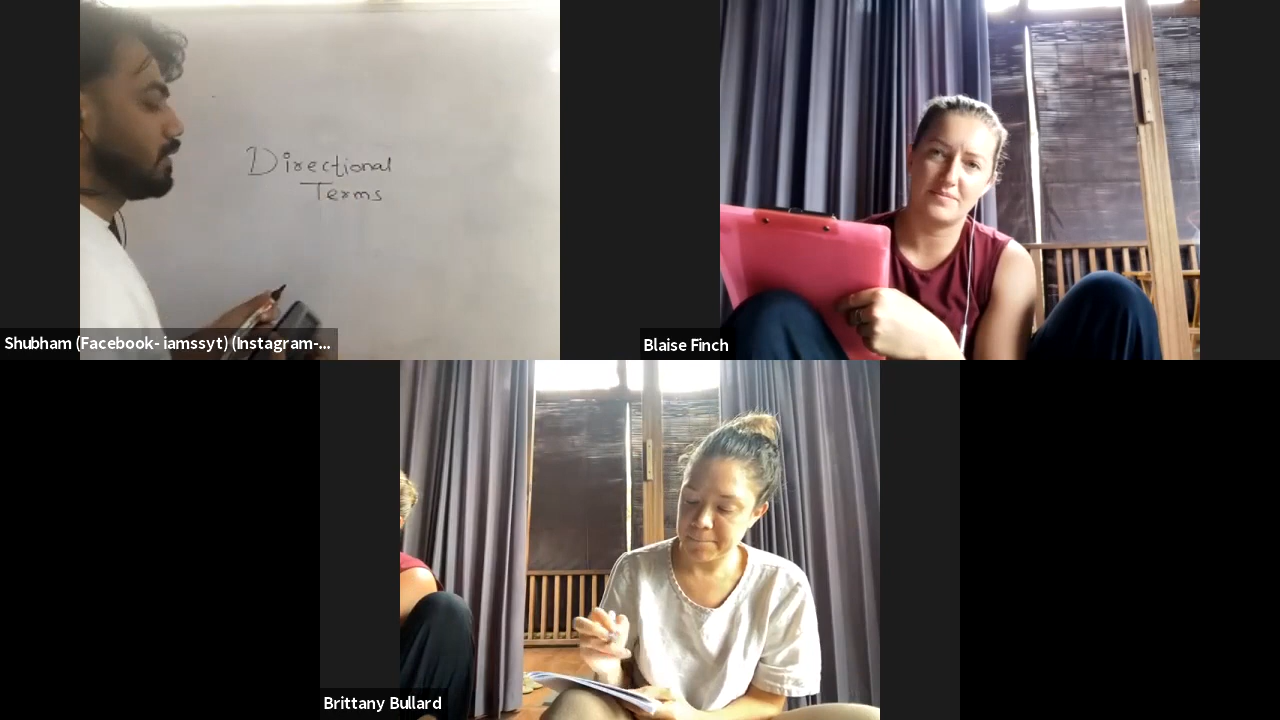 Directional
Terms
Shubham (Facebook- iamssyt) (Instagram-...
Blaise Finch
Brittany Bullard